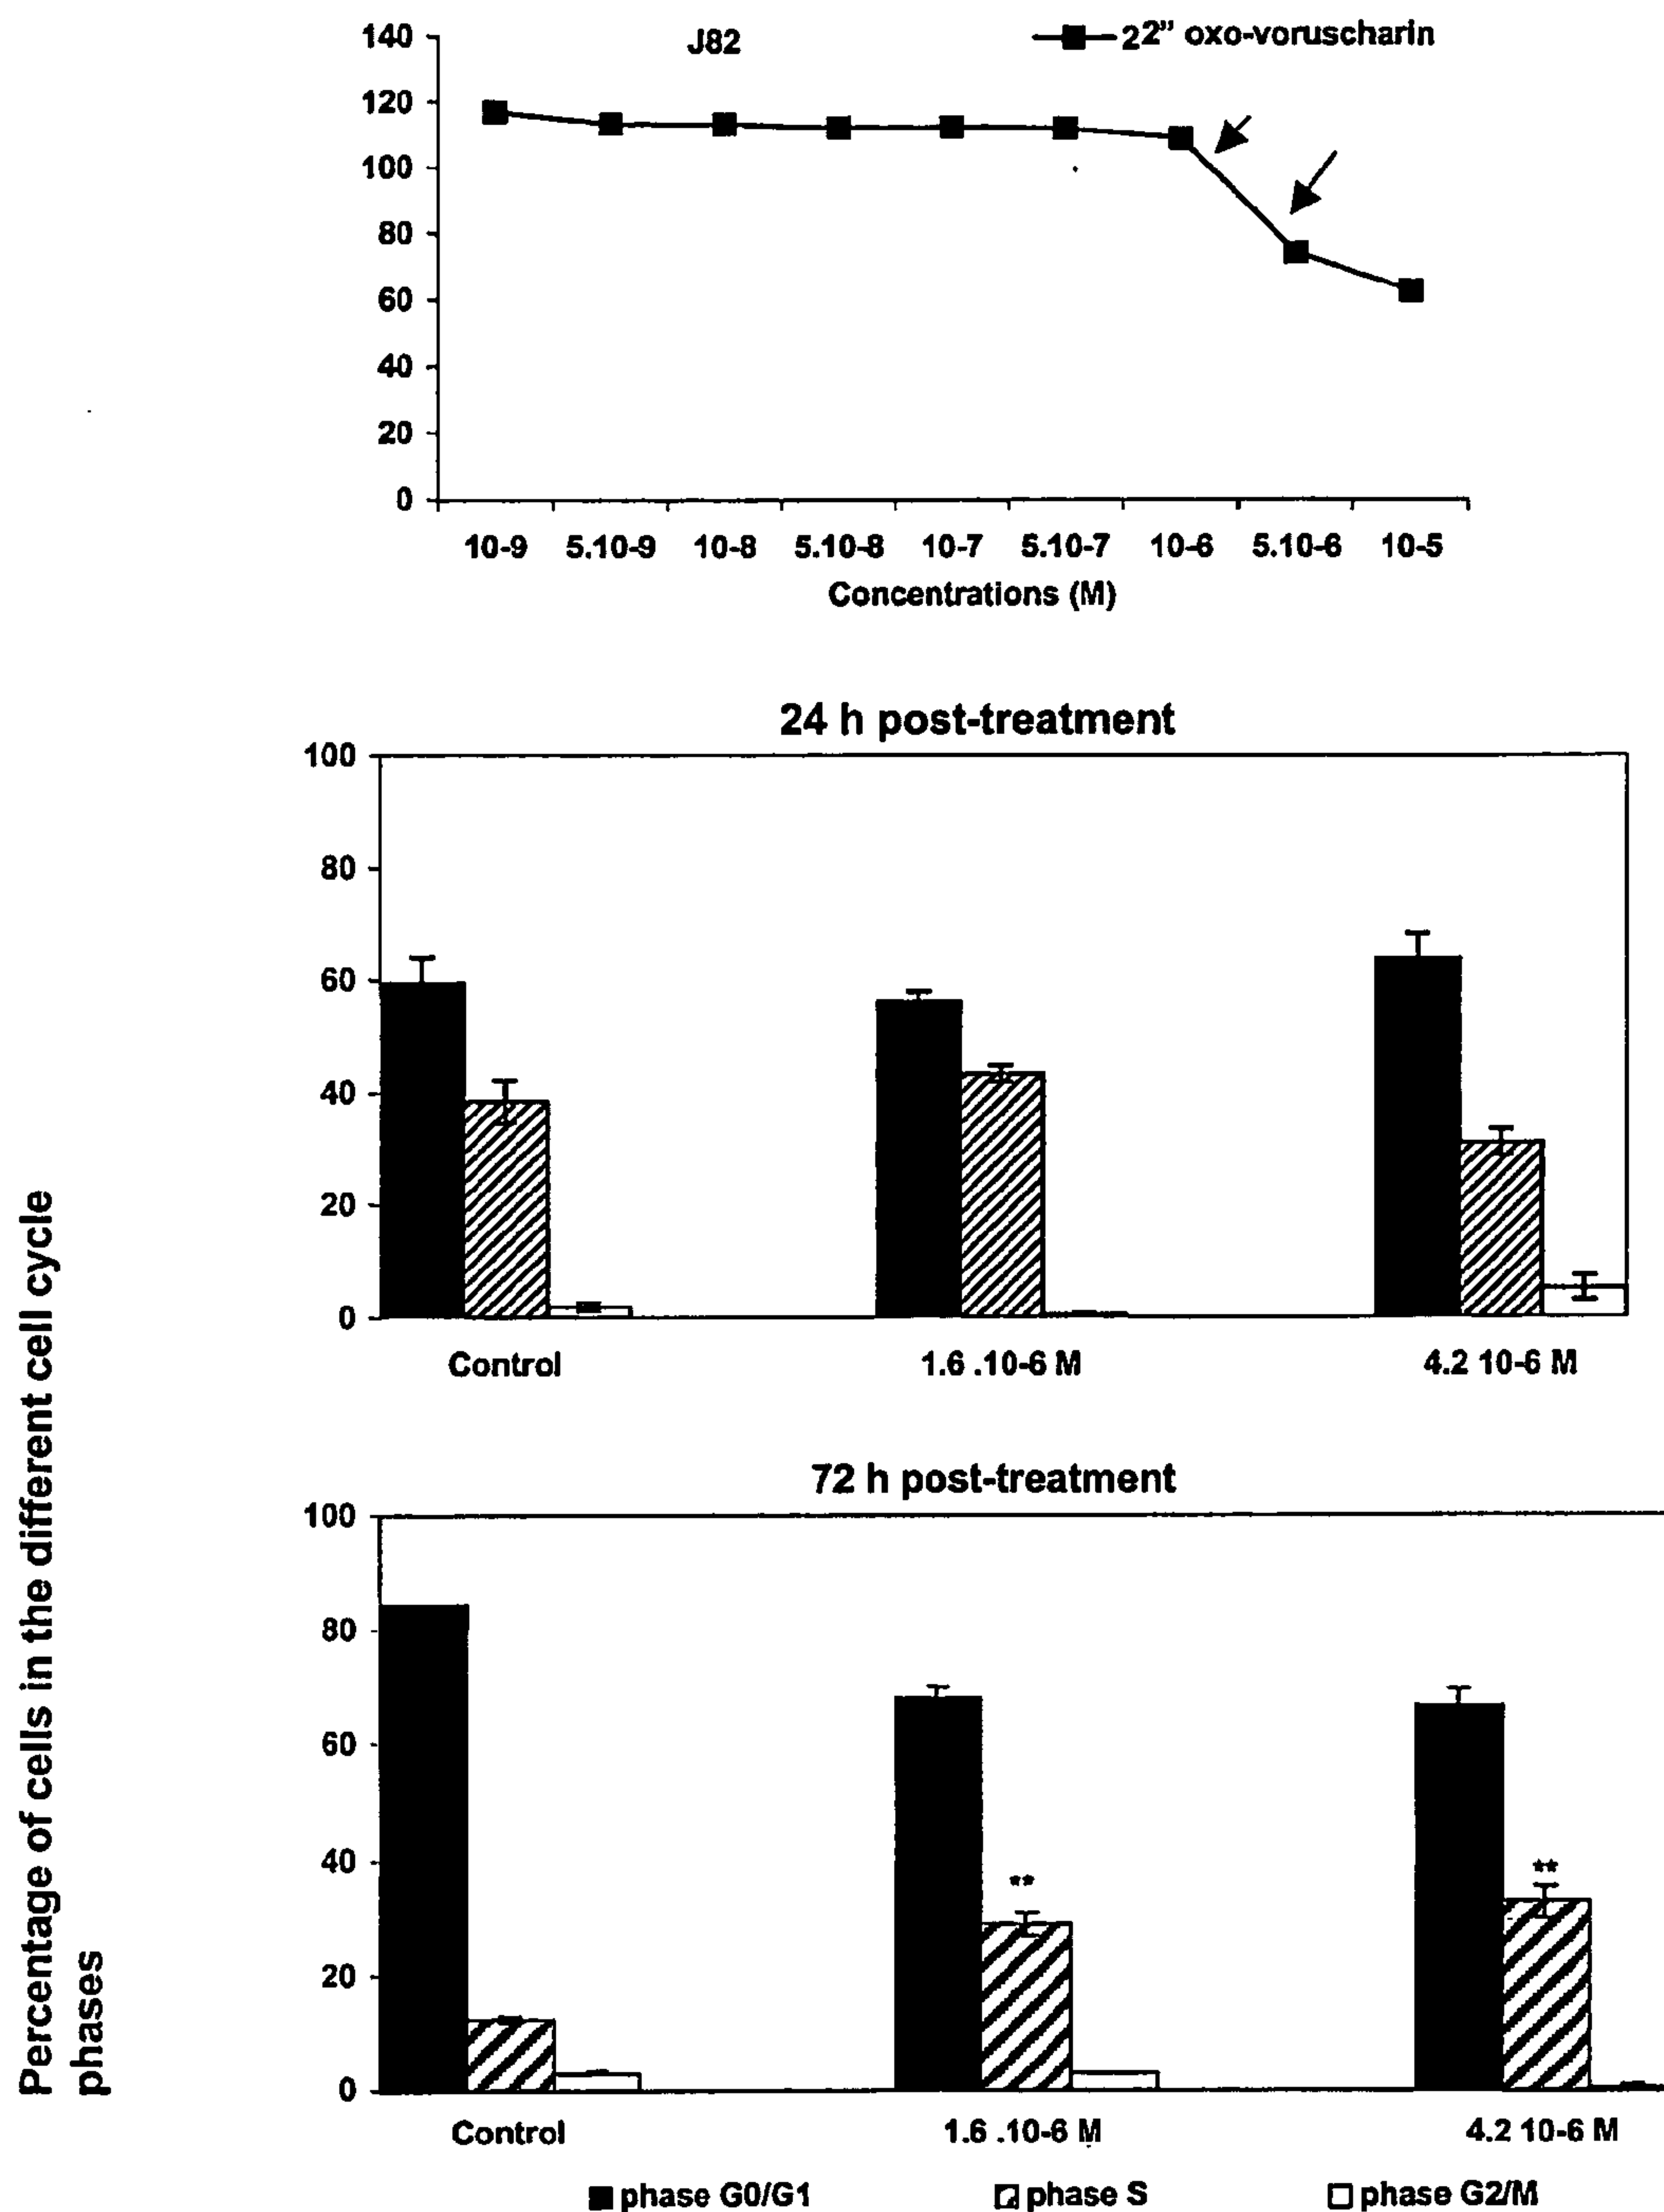 J82
22” oxo-voruscharin
140
120
100
80
60
40
20
0
10-9 5.10-9 10-8 5.10-8 10-7 5.10-7 10-6 5.10-6 10-5
Concentrations (M)
24 h post-treatment
100
80
60
40
20
0
Control 1.6 .10-6 M 4.2 10-6 M
72 h post-treatment
100
80
60
40
20
0
** **
Control 1.6 .10-6 M 4.2 10-6 M
phase G0/G1 phase S phase G2/M
Percentage of cells in the different cell cycle
phases